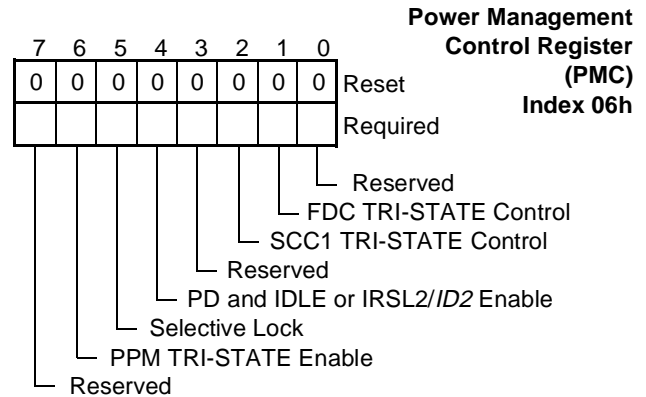 Power Management
Control Register
(PMC)
Index 06h
7 6 5 4 3 2 1 0
0 0 0 0 0 0 0 0 Reset
Required
Reserved
FDC TRI-STATE Control
SCC1 TRI-STATE Control
Reserved
PD and IDLE or IRSL2/ID2 Enable
Selective Lock
PPM TRI-STATE Enable
Reserved